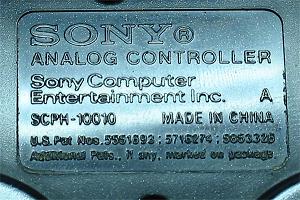 SONY®
ANALOG CONTROLLER
Sony Computer
Entertainment Inc. A
SCPH-10010 MADE IN CHINA
U.S. Pat Nos 5551693; 5716274; 5853326
Additional Pats., if any, marked on package